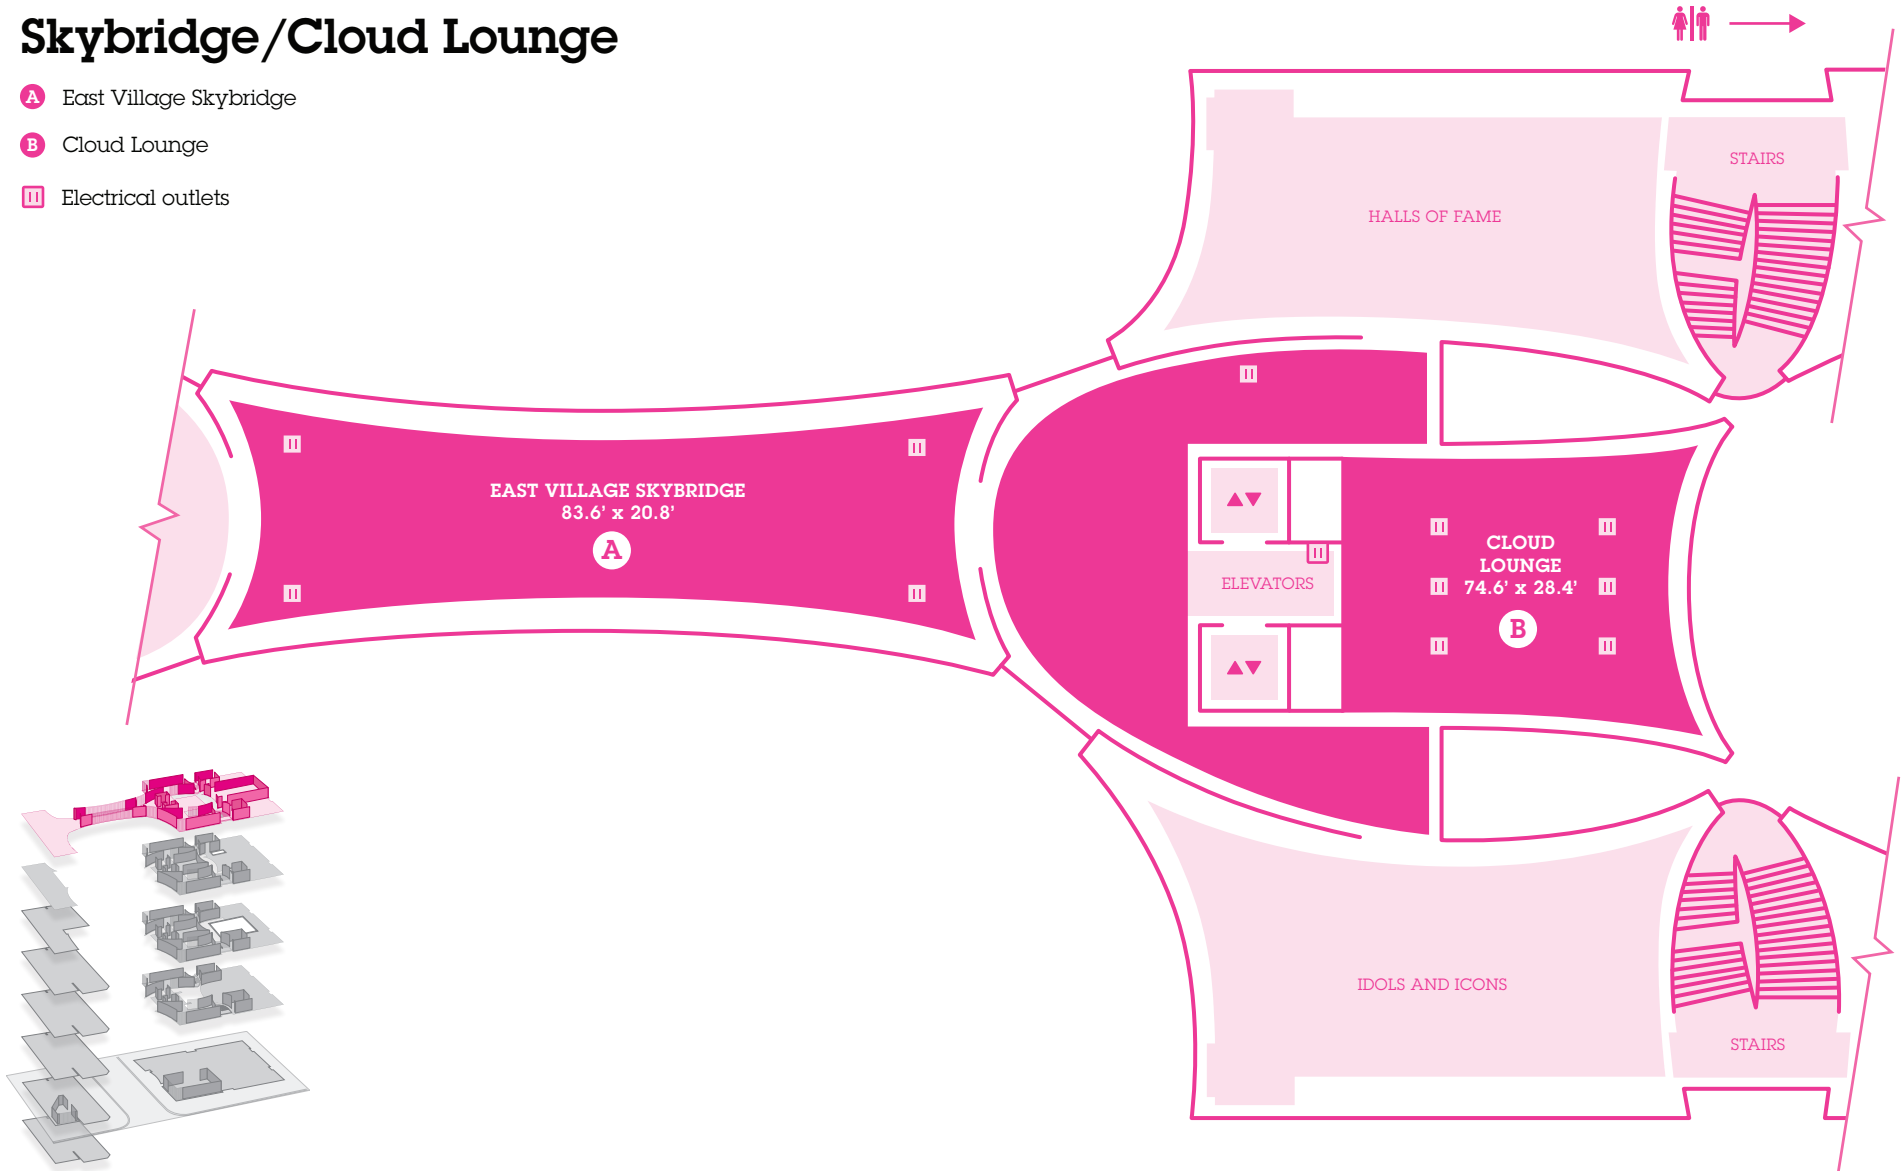 Skybridge/Cloud Lounge
A East Village Skybridge
B Cloud Lounge
Electrical outlets
STAIRS
HALLS OF FAME
EAST VILLAGE SKYBRIDGE
83.6’ x 20.8’
A
CLOUD
LOUNGE
74.6’ x 28.4’
B
ELEVATORS
IDOLS AND ICONS
STAIRS